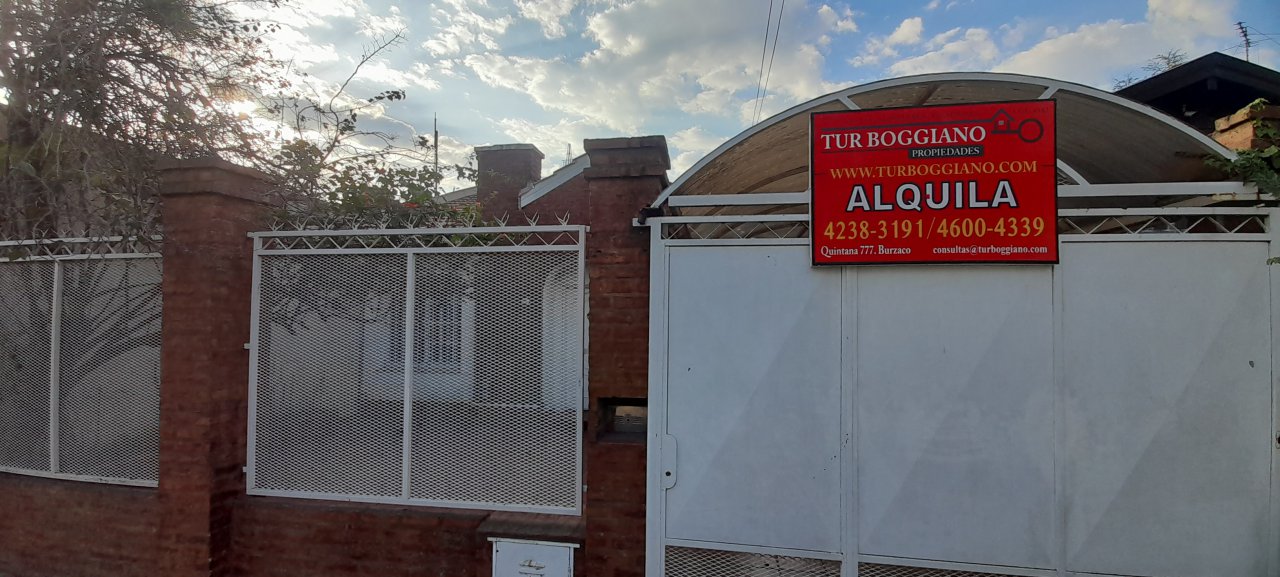 TUR BOGGIANO
PROPIEDADES
WWW.TURBOGGIANO.COM
ALQUILA
4238-3191/4600-4339
Quintana 777. Burzaco consultas@turboggiano.com